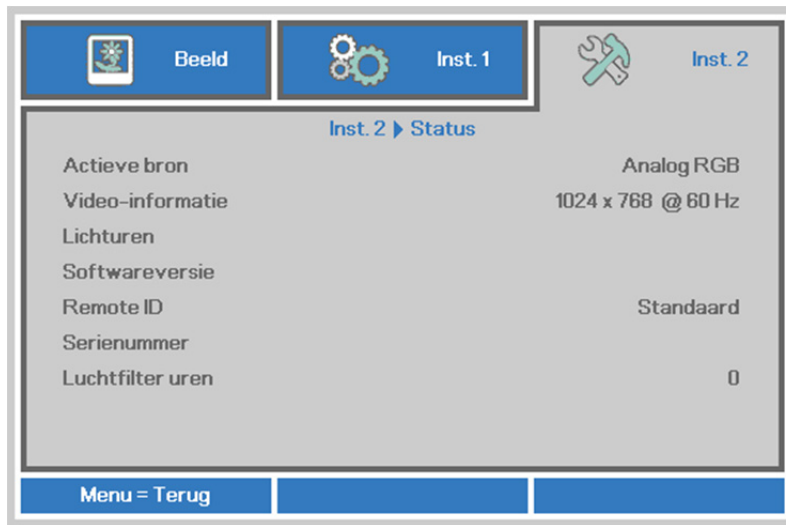 Beeld Inst. 1 Inst. 2
Inst. 2 Status
Actieve bron Analog RGB
Video-informatie 1024 x 768 @ 60 Hz
Lichturen
Softwareversie
Remote ID Standaard
Serienummer
Luchtfilter uren 0
Menu = Terug